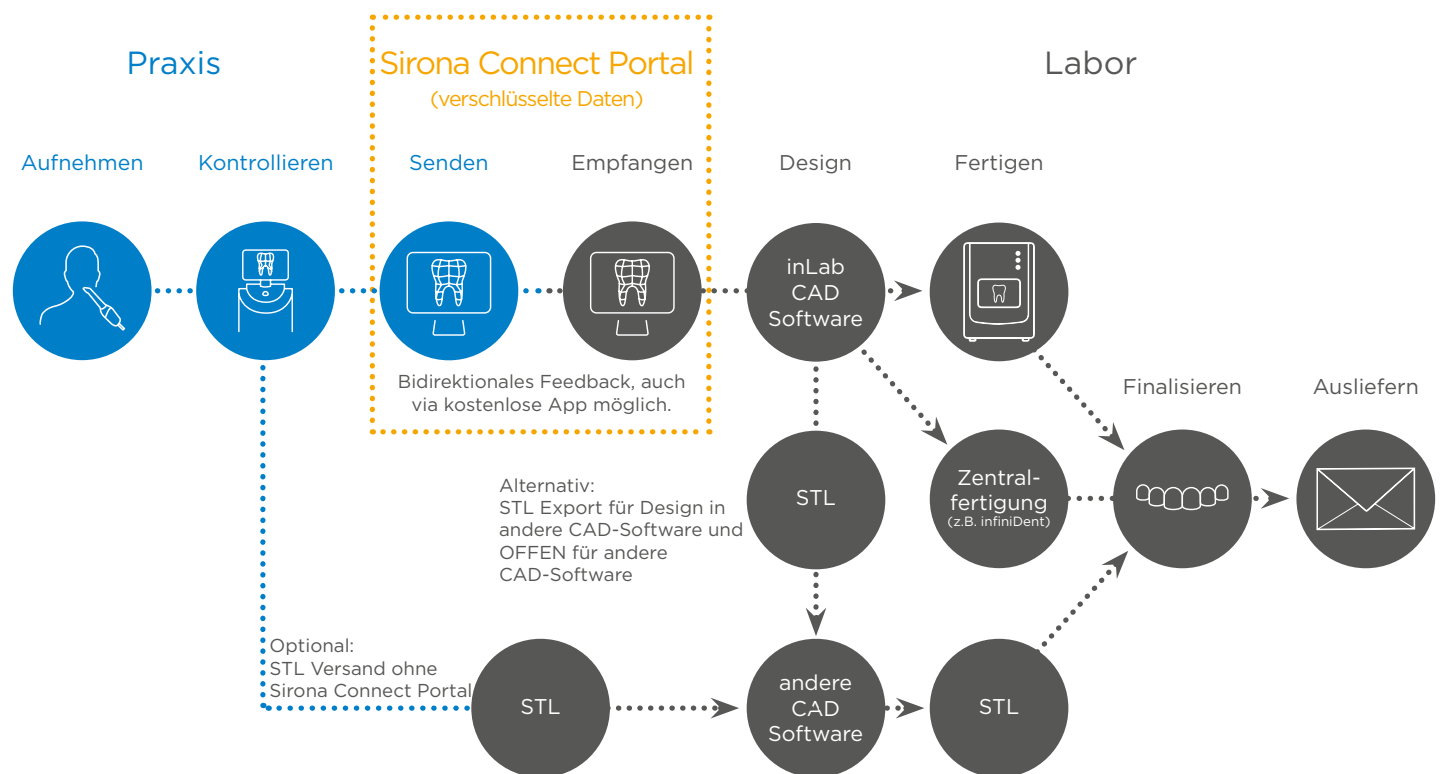 Praxis
Sirona Connect Portal
(verschlüsselte Daten)
Labor
Aufnehmen
Kontrollieren
Senden
Empfangen
Design
Fertigen
inLab
CAD
Software
Bidirektionales Feedback, auch
via kostenlose App möglich.
Finalisieren
Ausliefern
Alternativ:
STL Export für Design in
andere CAD-Software und
OFFEN für andere
CAD-Software
STL
Zentral-
fertigung
(z.B. infiniDent)
Optional:
STL Versand ohne
Sirona Connect Portal
STL
andere
CAD
Software
STL